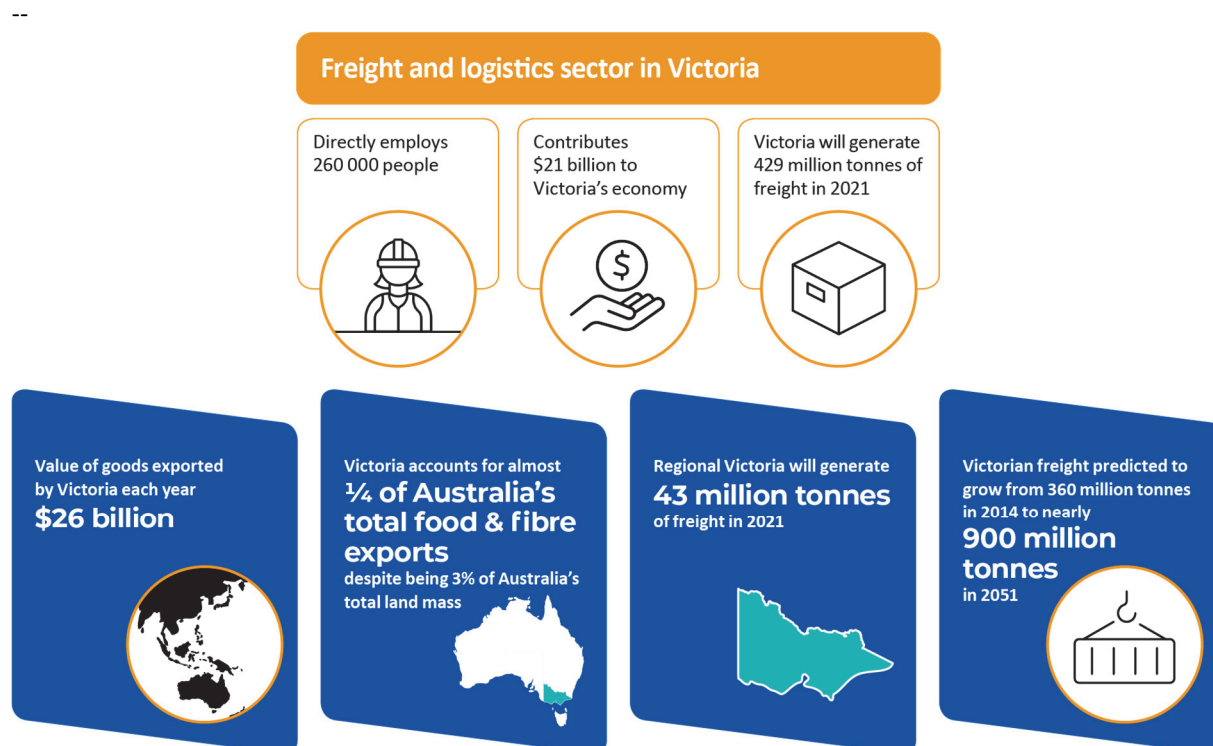 --
Freight and logistics sector in Victoria
Directly employs
260 000 people
Contributes
$21 billion to
Victoria’s economy
Victoria will generate
429 million tonnes of
freight in 2021
$
Value of goods exported
by Victoria each year
$26 billion
Victoria accounts for almost
¼ of Australia’s
total food & fibre
exports
despite being 3% of Australia’s
total land mass
Regional Victoria will generate
43 million tonnes
of freight in 2021
Victorian freight predicted to
grow from 360 million tonnes
in 2014 to nearly
900 million
tonnes
in 2051